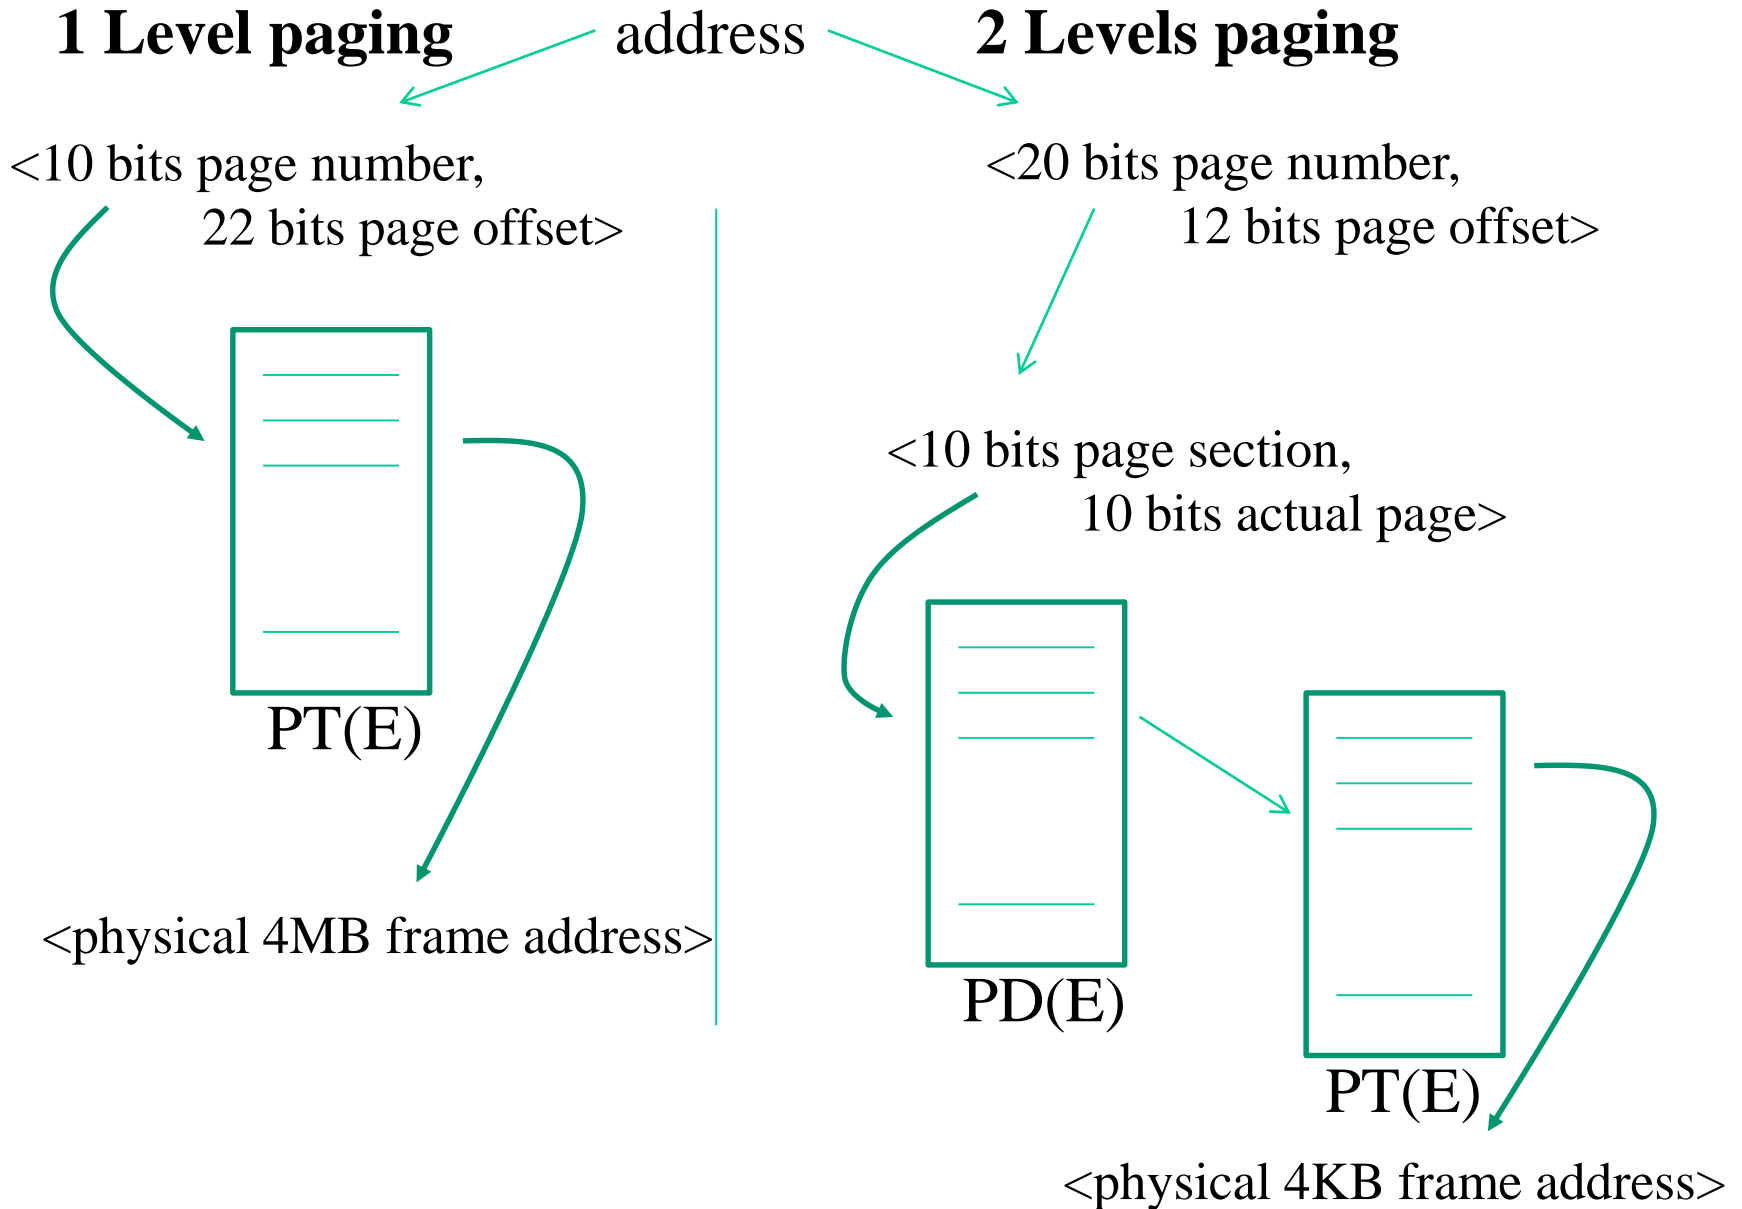 1 Level paging
address
2 Levels paging
<10 bits page number,
22 bits page offset>
PT(E)
<physical 4MB frame address>
<20 bits page number,
12 bits page offset>
<10 bits page section,
10 bits actual page>
PD(E)
PT(E)
<physical 4KB frame address>